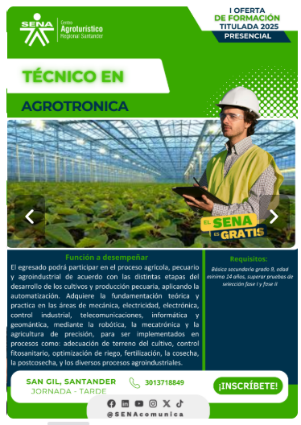 SENA
Centro
Agroturístico
Regional Santander
I OFERTA
DE FORMACIÓN
TITULADA 2025
PRESENCIAL
TÉCNICO EN
AGROTRONICA
EL SENA
ES GRATIS
Función a desempeñar
El egresado podrá participar en el proceso agrícola, pecuario
y agroindustrial de acuerdo con las distintas etapas del
desarrollo de los cultivos y producción pecuaria, aplicando la
automatización. Adquiere la fundamentación teórica y
practica en las áreas de mecánica, electricidad, electrónica,
control industrial, telecomunicaciones, informática y
geomántica, mediante la robótica, la mecatrónica y la
agricultura de precisión, para ser implementados en
procesos como: adecuación de terreno del cultivo, control
fitosanitario, optimización de riego, fertilización, la cosecha,
la postcosecha, y los diversos procesos agroindustriales.
Requisitos:
Básica secundaria grado 9, edad
mínima 14 años, superar pruebas de
selección fase I y fase II
SAN GIL, SANTANDER
JORNADA - TARDE
3013718849
¡INSCRÍBETE!
@SENAcomunica